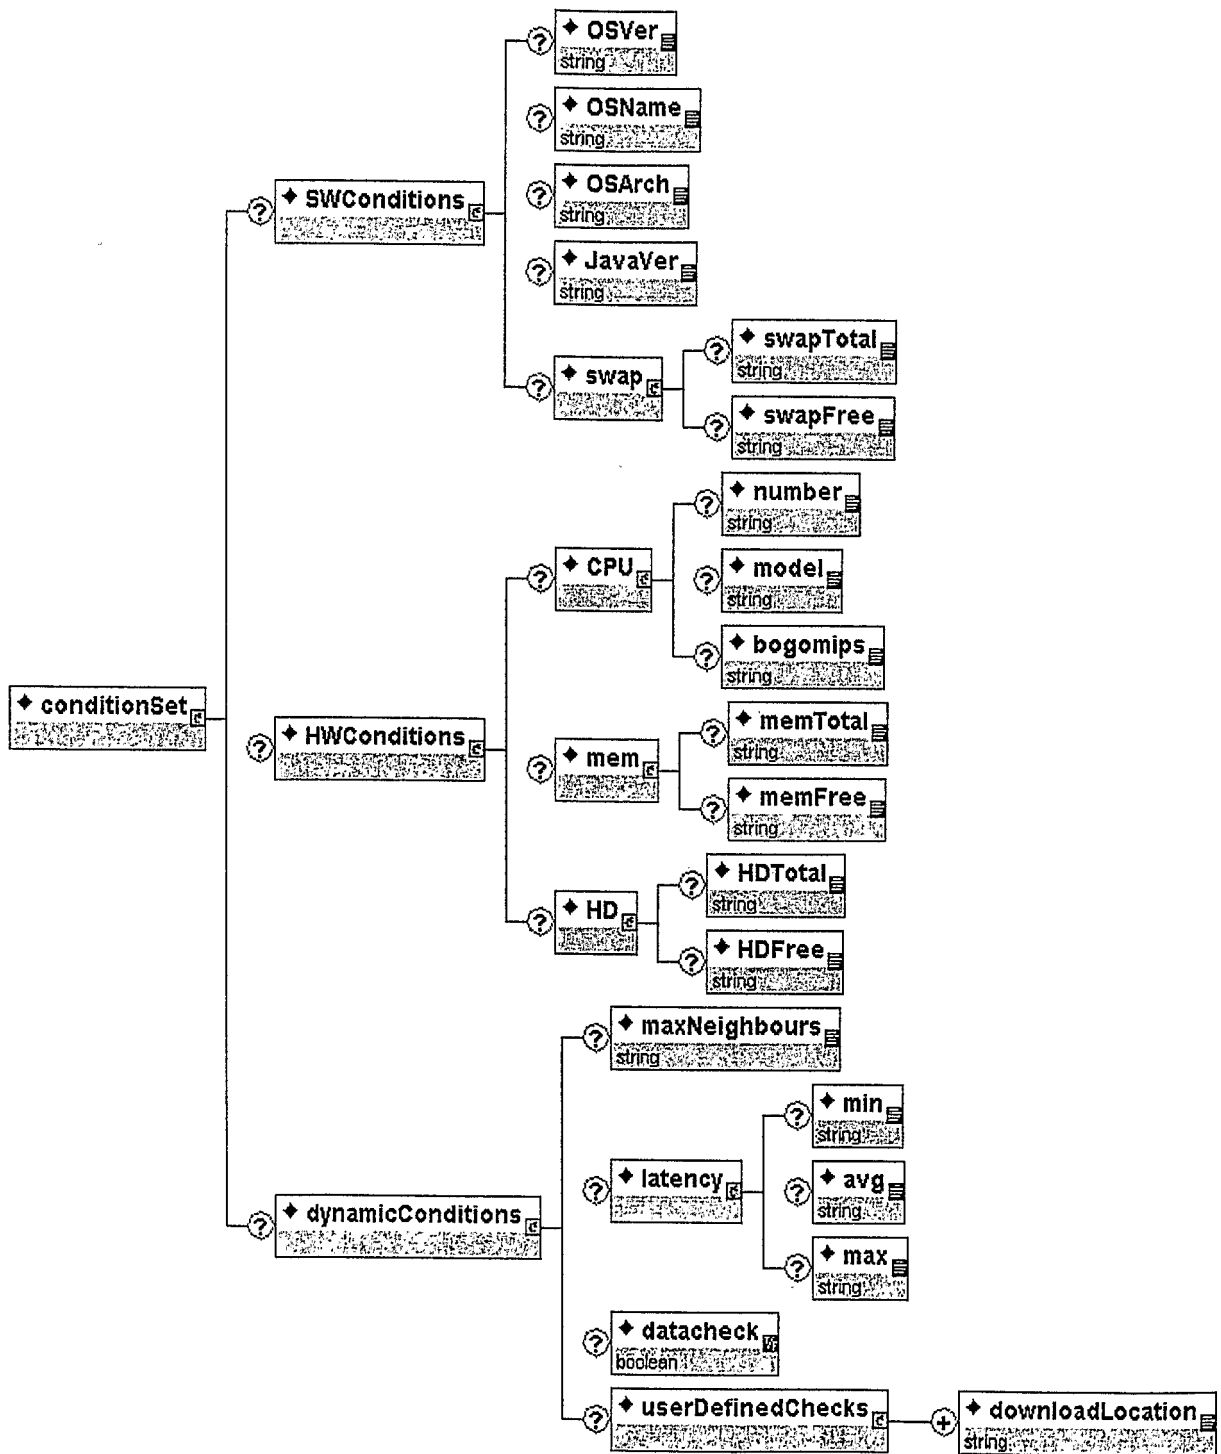 OSVer
string
OSName
string
OSArch
string
SWConditions
JavaVer
string
swapTotal
string
swap
swapFree
string
number
string
CPU
model
string
bogomips
string
conditionSet
HWConditions
memTotal
string
mem
memFree
string
HDTotal
string
HD
HDFree
string
maxNeighbours
string
min
string
latency
avg
string
dynamicConditions
max
string
datacheck
boolean
userDefinedChecks
downloadLocation
string